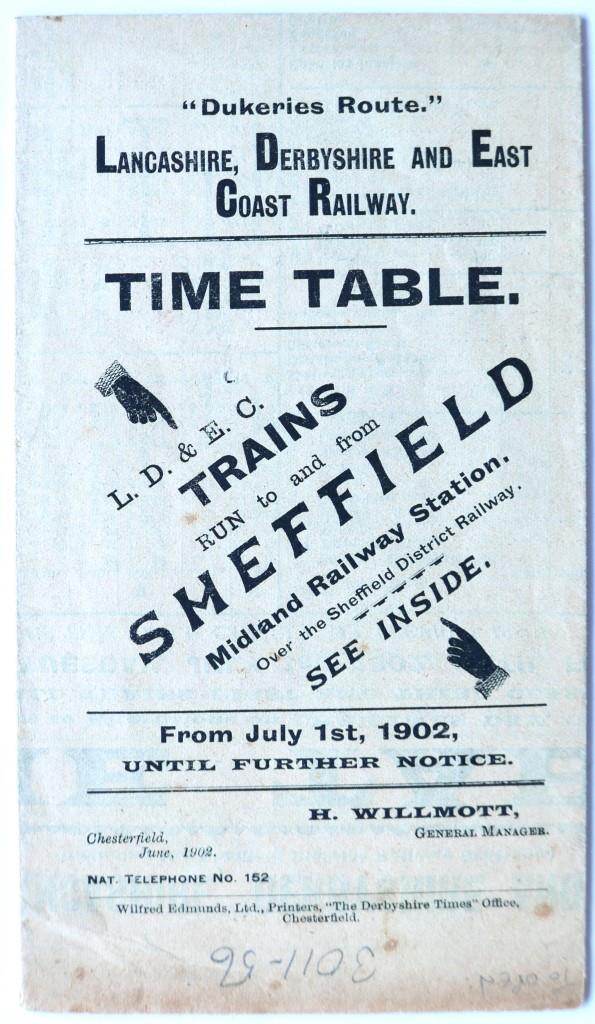 "Dukeries Route."
LANCASHIRE, DERBYSHIRE AND EAST
COAST RAILWAY.
TIME TABLE.
L. D. & E. C.
TRAINS
RUN to and from
SHEFFIELD
Midland Railway Station.
Over the Sheffield District Railway.
SEE INSIDE.
From July 1st, 1902,
UNTIL FURTHER NOTICE.
H. WILLMOTT,
GENERAL MANAGER.
Chesterfield,
June, 1902.
NAT. TELEPHONE No. 152
Wilfred Edmunds, Ltd., Printers, "The Derbyshire Times" Office,
Chesterfield.
3011-56